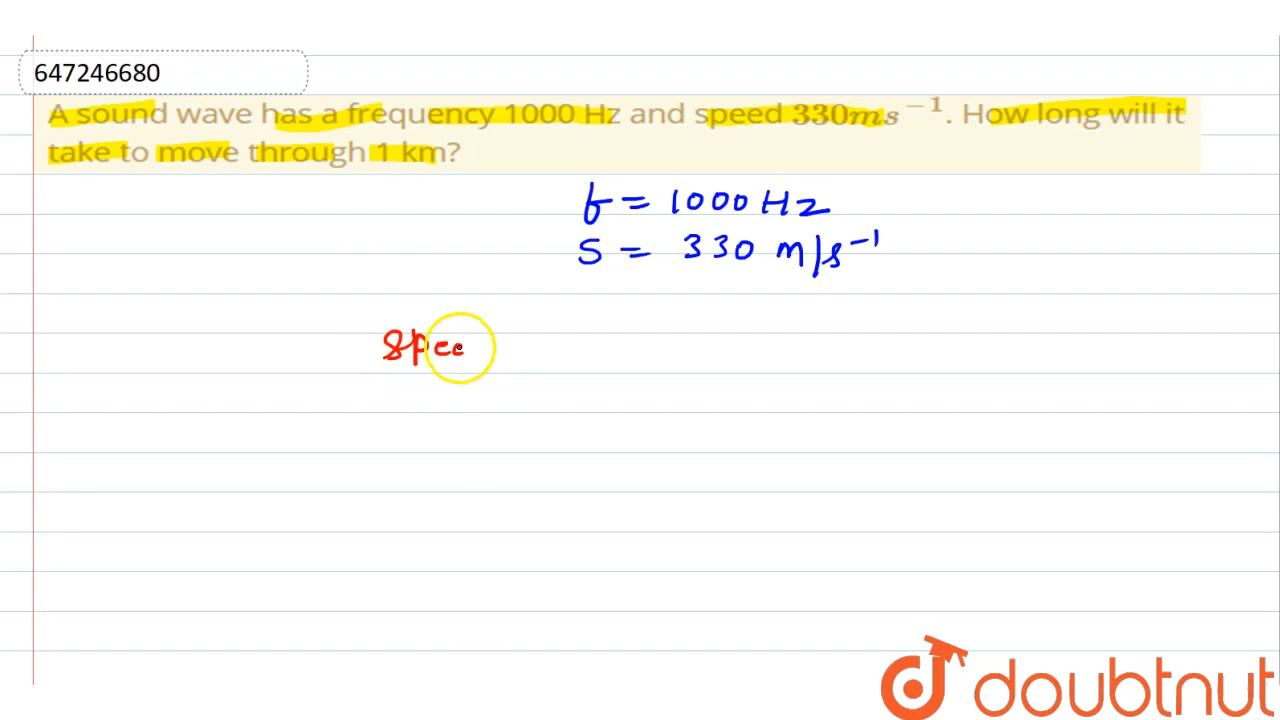 647246680
A sound wave has a frequency 1000 Hz and speed 330ms⁻¹. How long will it
take to move through 1 km?
f = 1000 Hz
S = 330 m/s⁻¹
Spee
doubtnut